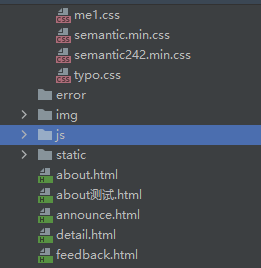 me1.css
semantic.min.css
semantic242.min.css
typo.css
error
img
js
static
about.html
about测试.html
announce.html
detail.html
feedback.html